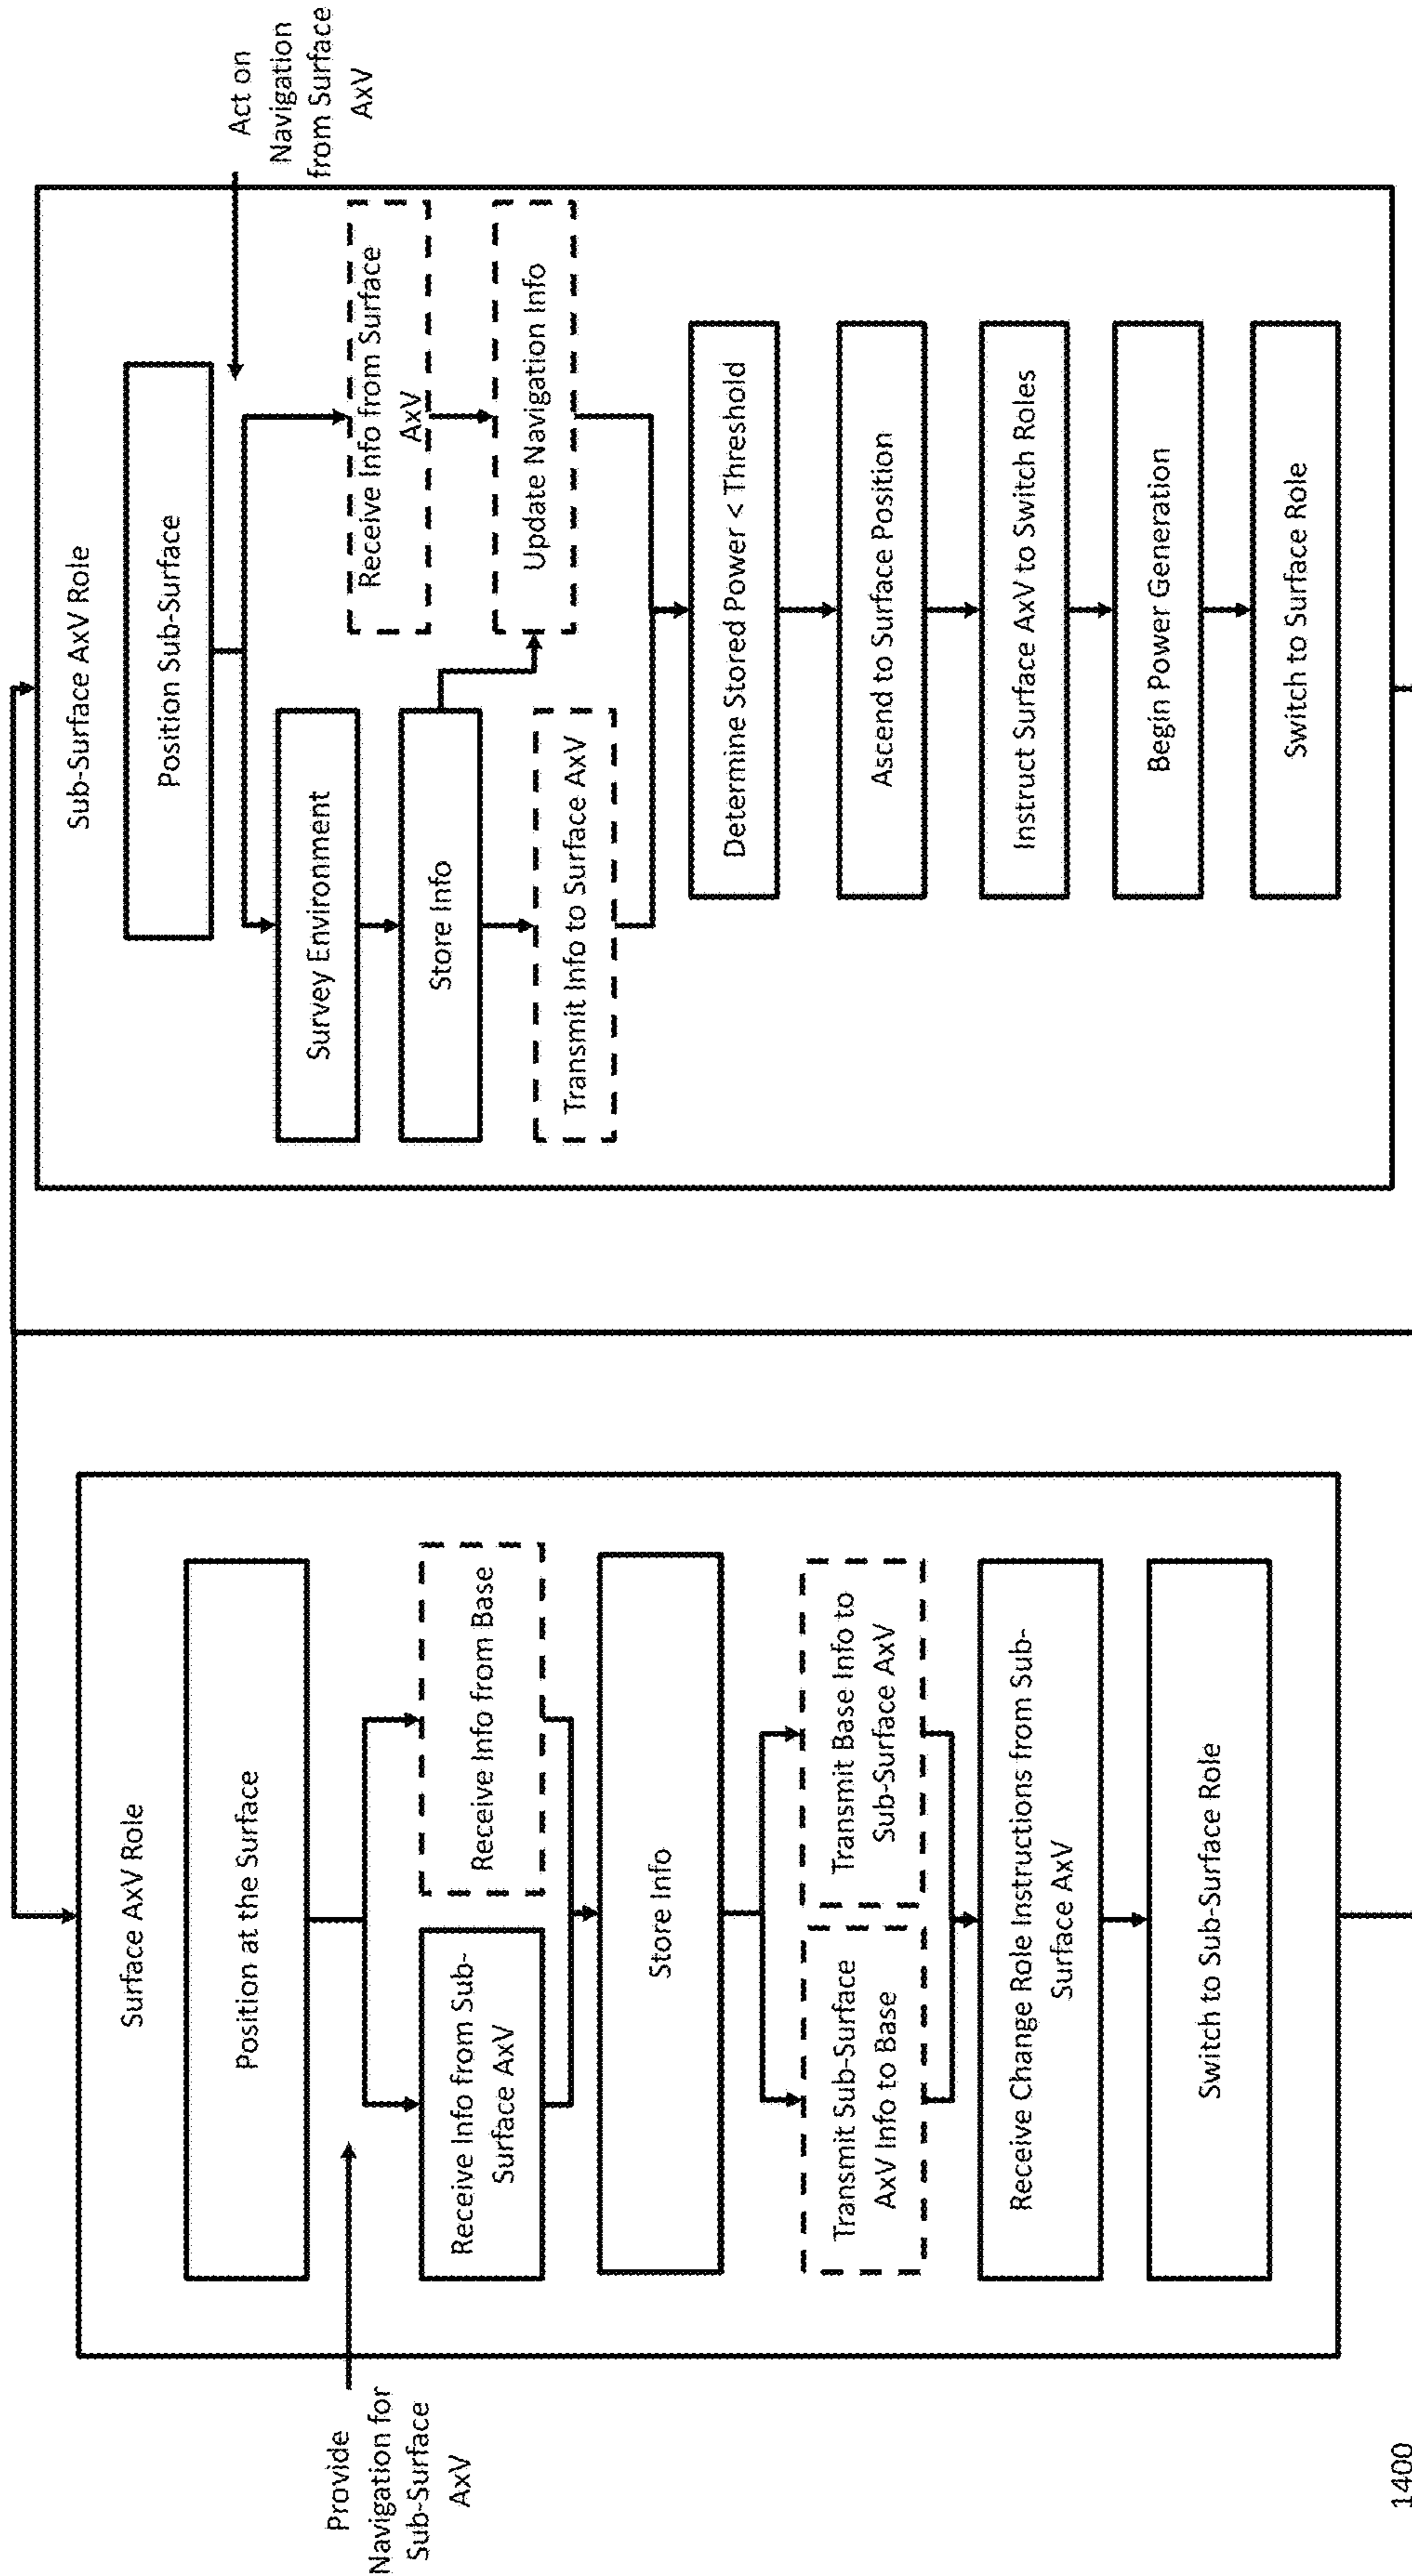 Surface AxV Role
Position at the Surface
Provide
Navigation for
Sub-Surface
AxV
Receive Info from Sub-
Surface AxV
Receive Info from Base
Store Info
Transmit Sub-Surface
AxV Info to Base
Transmit Base Info to
Sub-Surface AxV
Receive Change Role Instructions from Sub-
Surface AxV
Switch to Sub-Surface Role
Sub-Surface AxV Role
Position Sub-Surface
Act on
Navigation
from Surface
AxV
Survey Environment
Store Info
Transmit Info to Surface AxV
Receive Info from Surface
AxV
Update Navigation Info
Determine Stored Power < Threshold
Ascend to Surface Position
Instruct Surface AxV to Switch Roles
Begin Power Generation
Switch to Surface Role
1400